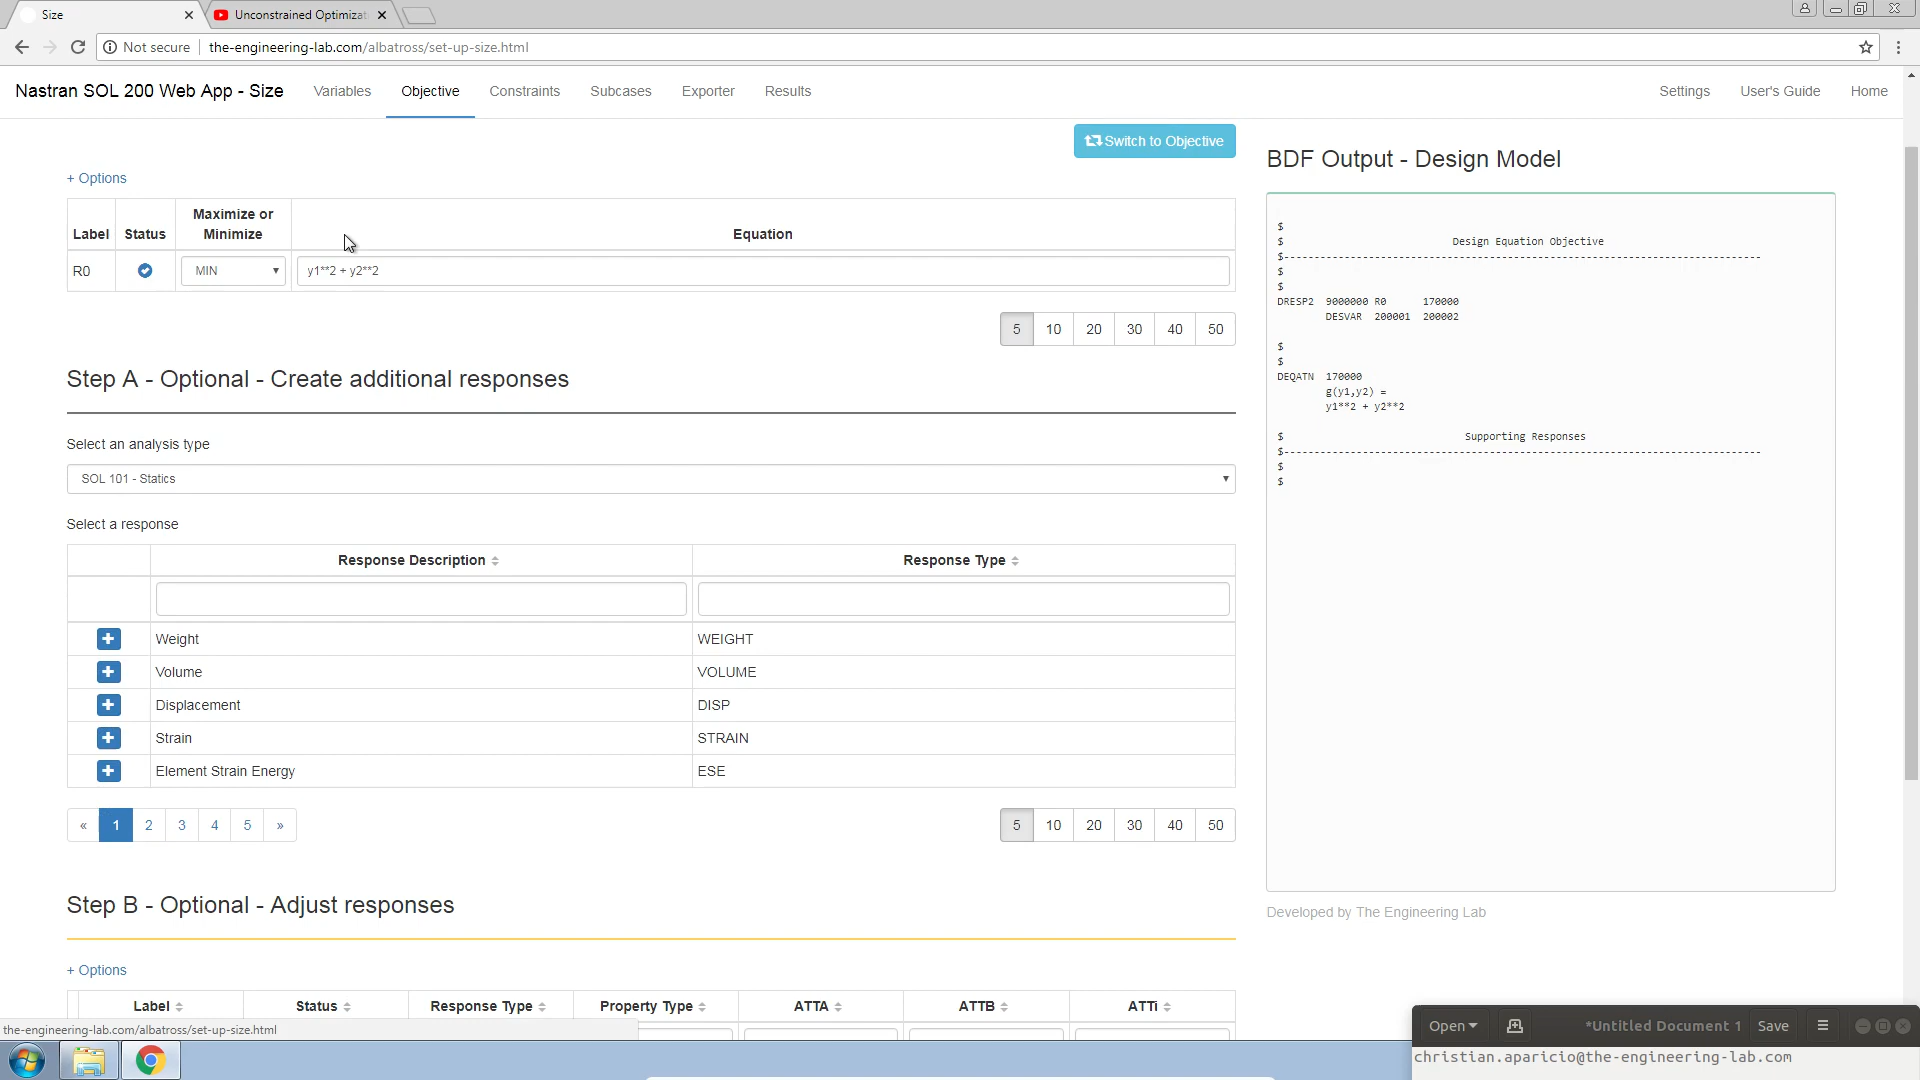 Size
Unconstrained Optimizat
Not secure | the-engineering-lab.com/albatross/set-up-size.html
Nastran SOL 200 Web App - Size
Variables
Objective
Constraints
Subcases
Exporter
Results
Settings
User's Guide
Home
Switch to Objective
+ Options
Label
Status
Maximize or
Minimize
Equation
R0
MIN
y1**2 + y2**2
5 10 20 30 40 50
Step A - Optional - Create additional responses
Select an analysis type
SOL 101 - Statics
Select a response
Response Description
Response Type
Weight WEIGHT
Volume VOLUME
Displacement DISP
Strain STRAIN
Element Strain Energy ESE
« 1 2 3 4 5 »
5 10 20 30 40 50
Step B - Optional - Adjust responses
+ Options
Label Status Response Type Property Type ATTA ATTB ATTi
the-engineering-lab.com/albatross/set-up-size.html
BDF Output - Design Model
$
$ Design Equation Objective
$-----------------------------------------------------------------------------
$
$
DRESP2 9000000 R0 170000
DESVAR 200001 200002
$
$
DEQATN 170000
g(y1,y2) =
y1**2 + y2**2
$ Supporting Responses
$-----------------------------------------------------------------------------
$
$
Developed by The Engineering Lab
Open
*Untitled Document 1
Save
christian.aparicio@the-engineering-lab.com